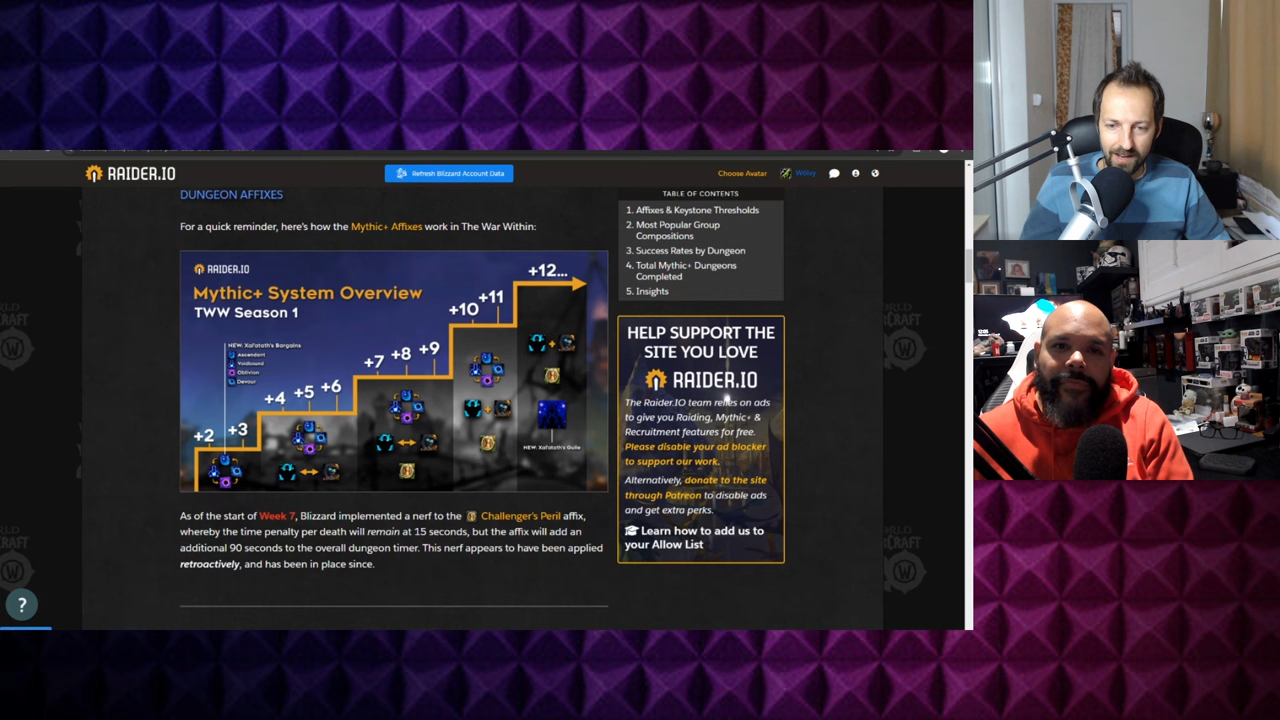 RAIDER.IO
Refresh Blizzard Account Data
Choose Avatar
DUNGEON AFFIXES
For a quick reminder, here's how the Mythic+ Affixes work in The War Within:
RAIDER.IO
Mythic+ System Overview
TWW Season 1
NEW: Xal'atath's Bargains
Ascendant
Voidbound
Oblivion
Devour
+2
+3
+4
+5
+6
+7
+8
+9
+10
+11
+12...
NEW: Xal'atath's Guile
As of the start of Week 7, Blizzard implemented a nerf to the Challenger's Peril affix,
whereby the time penalty per death will remain at 15 seconds, but the affix will add an
additional 90 seconds to the overall dungeon timer. This nerf appears to have been applied
retroactively, and has been in place since.
TABLE OF CONTENTS
1. Affixes & Keystone Thresholds
2. Most Popular Group
Compositions
3. Success Rates by Dungeon
4. Total Mythic+ Dungeons
Completed
5. Insights
HELP SUPPORT THE
SITE YOU LOVE
RAIDER.IO
The Raider.IO team relies on ads
to give you Raiding, Mythic+ &
Recruitment features for free.
Please disable your ad blocker
to support our work.
Alternatively, donate to the site
through Patreon to disable ads
and get extra perks.
Learn how to add us to
your Allow List
?